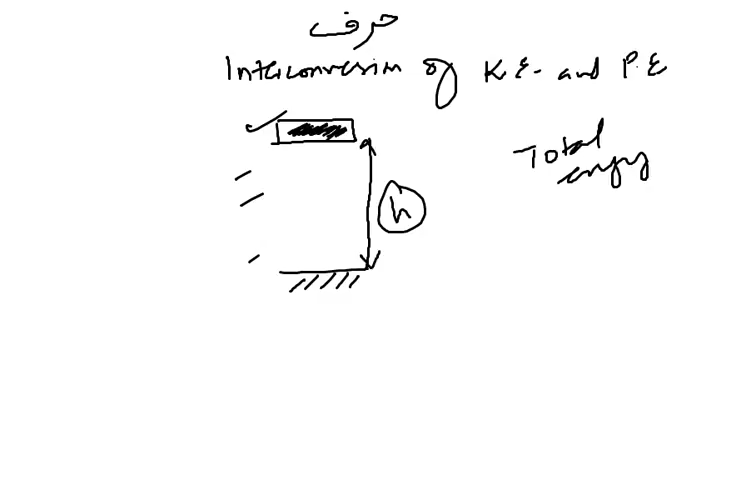 حرف
Interconversion of K.E. and P.E
Total
energy
h